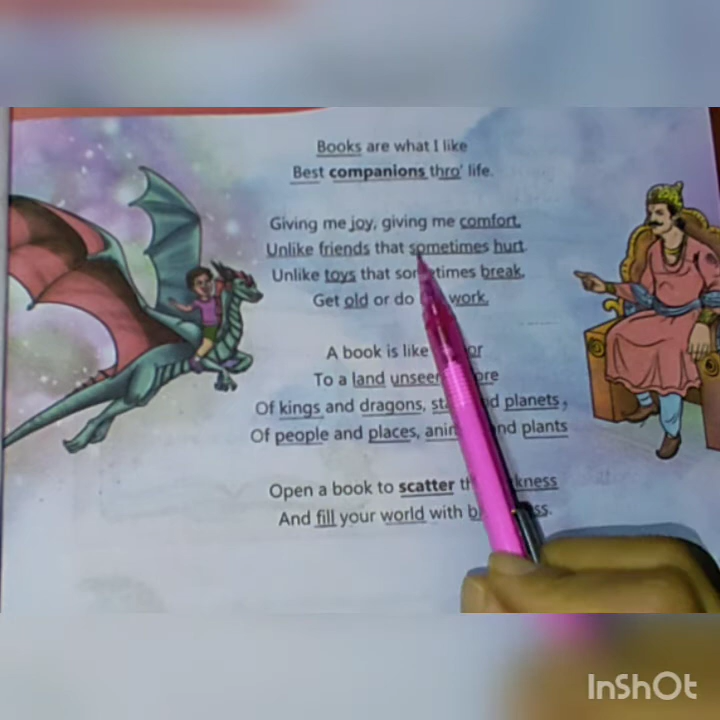 Books are what I like
Best companions thro' life.
Giving me joy, giving me comfort.
Unlike friends that sometimes hurt
Unlike toys that sometimes break.
Get old or do work.
A book is like
To a land unseen
Of kings and dragons, and planets,
Of people and places, and plants
Open a book to scatter
And fill your world with
InShOt